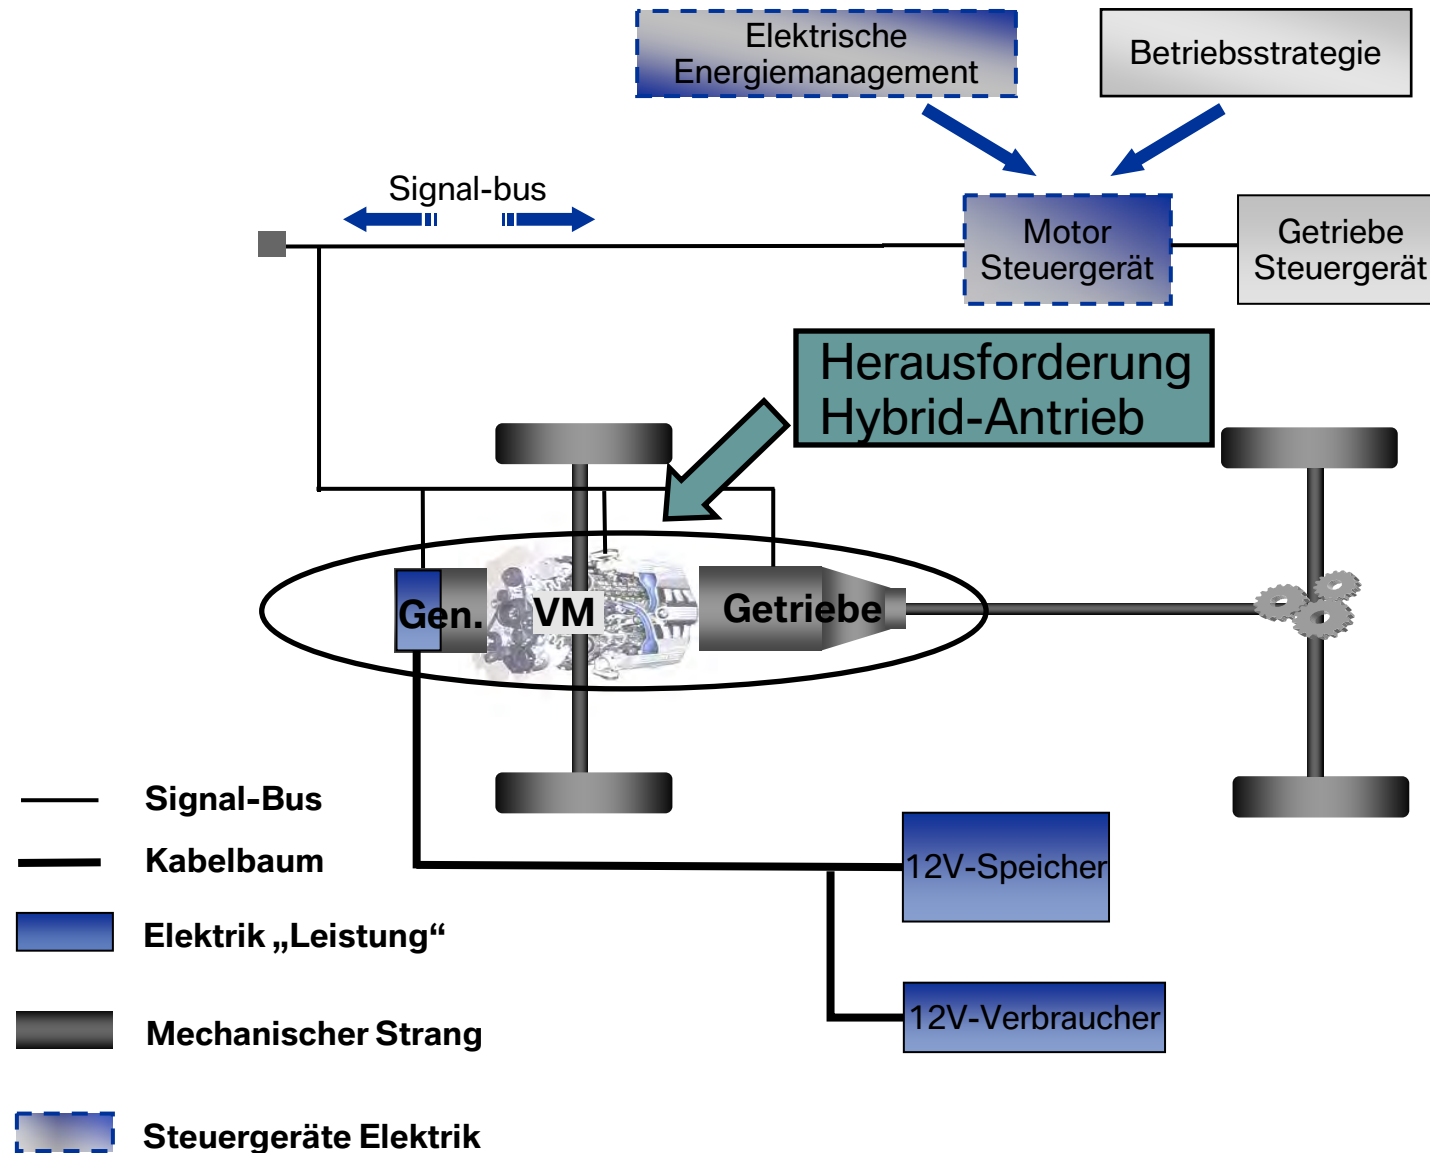 Elektrische
Energiemanagement
Betriebsstrategie
Signal-bus
Motor
Steuergerät
Getriebe
Steuergerät
Herausforderung
Hybrid-Antrieb
Gen.
VM
Getriebe
Signal-Bus
Kabelbaum
12V-Speicher
Elektrik „Leistung“
12V-Verbraucher
Mechanischer Strang
Steuergeräte Elektrik